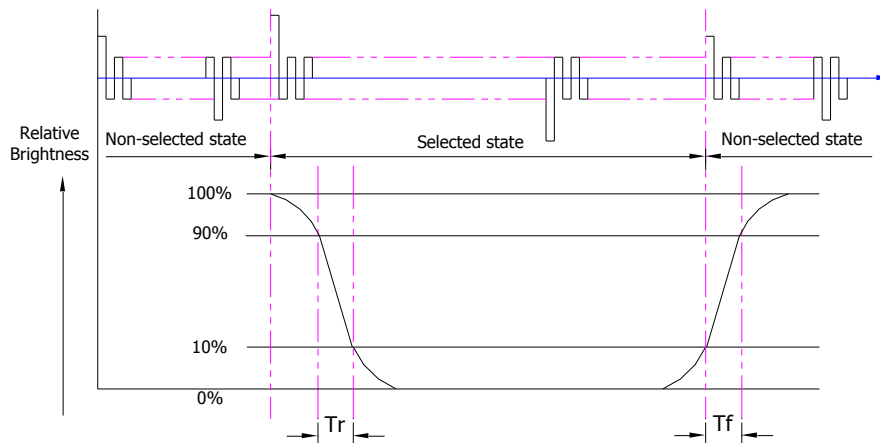 Relative
Brightness
Non-selected state
Selected state
Non-selected state
100%
90%
10%
0%
Tr
Tf